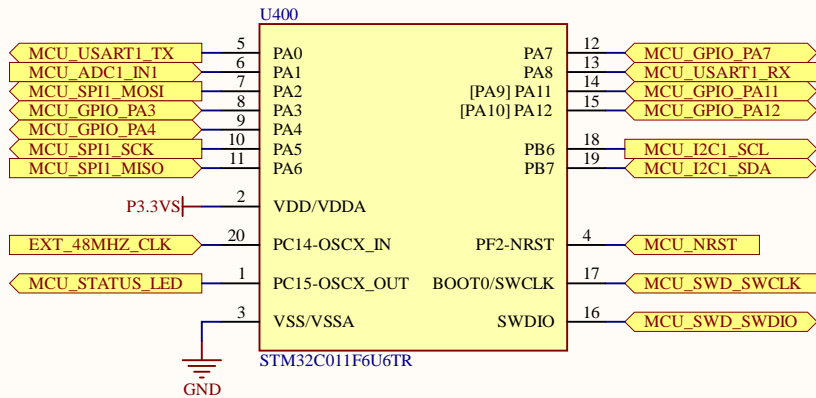 U400
MCU_USART1_TX 5 PA0 PA7 12 MCU_GPIO_PA7
MCU_ADC1_IN1 6 PA1 PA8 13 MCU_USART1_RX
MCU_SPI1_MOSI 7 PA2 [PA9] PA11 14 MCU_GPIO_PA11
MCU_GPIO_PA3 8 PA3 [PA10] PA12 15 MCU_GPIO_PA12
MCU_GPIO_PA4 9 PA4
MCU_SPI1_SCK 10 PA5 PB6 18 MCU_I2C1_SCL
MCU_SPI1_MISO 11 PA6 PB7 19 MCU_I2C1_SDA
P3.3VS 2 VDD/VDDA
EXT_48MHZ_CLK 20 PC14-OSCX_IN PF2-NRST 4 MCU_NRST
MCU_STATUS_LED 1 PC15-OSCX_OUT BOOT0/SWCLK 17 MCU_SWD_SWCLK
3 VSS/VSSA SWDIO 16 MCU_SWD_SWDIO
STM32C011F6U6TR
GND